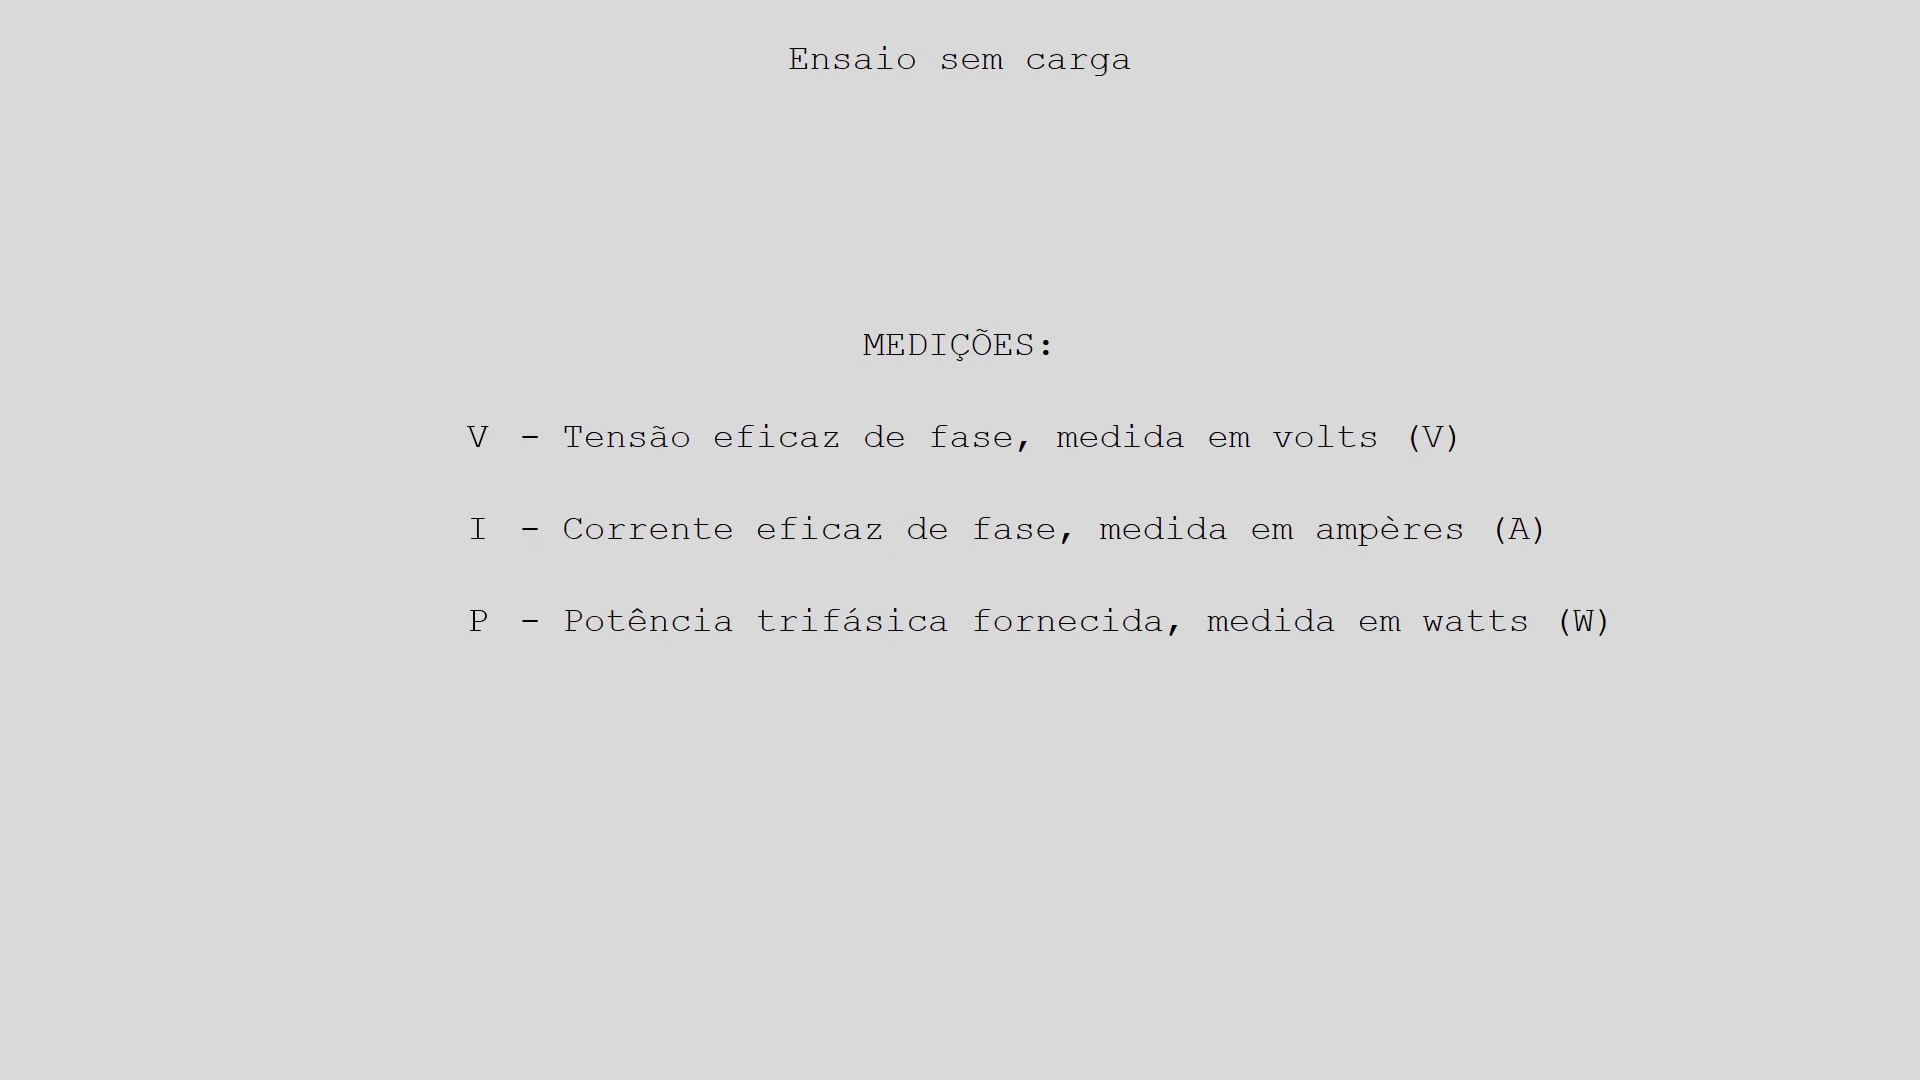 Ensaio sem carga
MEDIÇÕES:
V - Tensão eficaz de fase, medida em volts (V)
I - Corrente eficaz de fase, medida em ampères (A)
P - Potência trifásica fornecida, medida em watts (W)